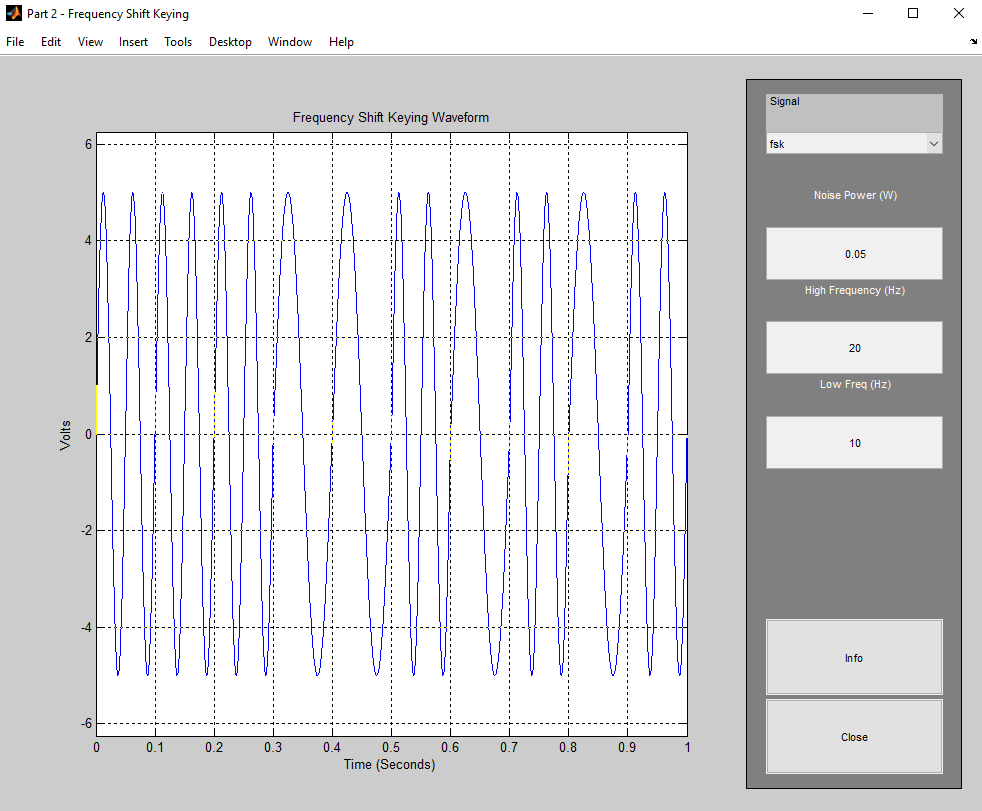 Part 2 - Frequency Shift Keying
File Edit View Insert Tools Desktop Window Help
Frequency Shift Keying Waveform
6
4
2
0
-2
-4
-6
Volts
0 0.1 0.2 0.3 0.4 0.5 0.6 0.7 0.8 0.9 1
Time (Seconds)
Signal
fsk
Noise Power (W)
0.05
High Frequency (Hz)
20
Low Freq (Hz)
10
Info
Close